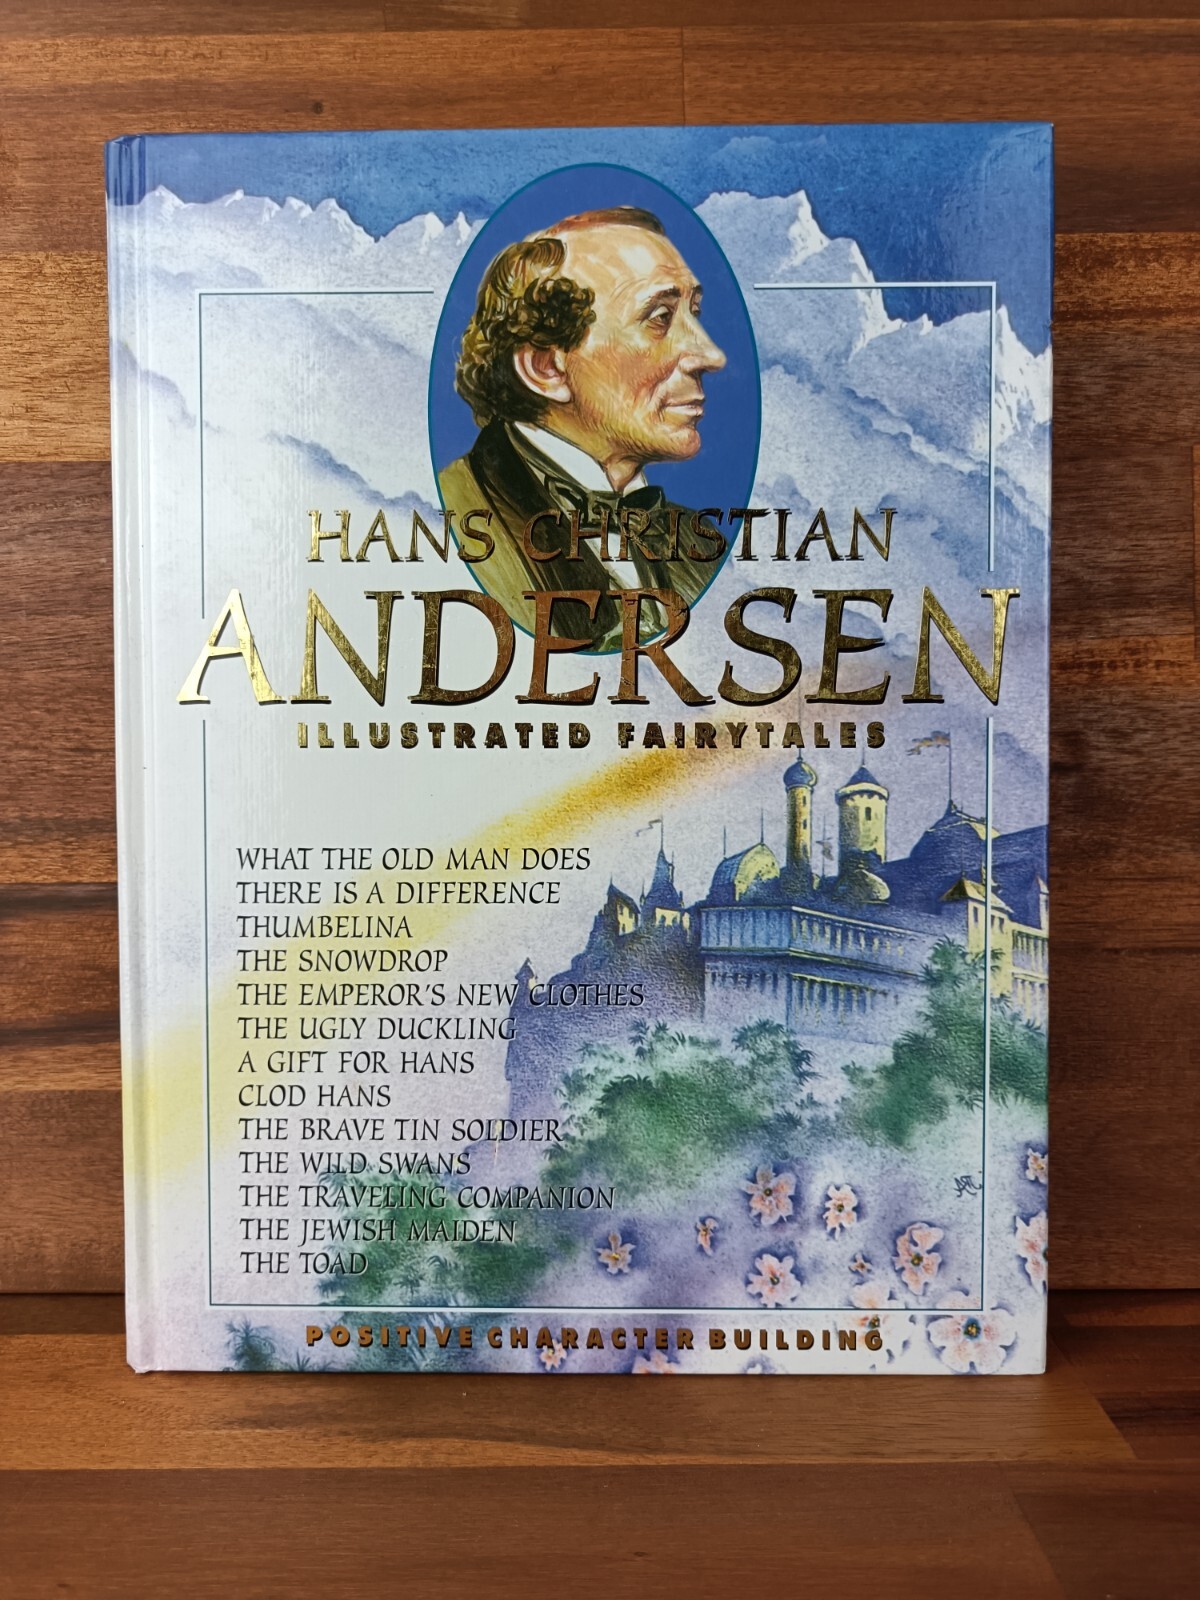 HANS CHRISTIAN
ANDERSEN
ILLUSTRATED FAIRYTALES
WHAT THE OLD MAN DOES
THERE IS A DIFFERENCE
THUMBELINA
THE SNOWDROP
THE EMPEROR'S NEW CLOTHES
THE UGLY DUCKLING
A GIFT FOR HANS
CLOD HANS
THE BRAVE TIN SOLDIER
THE WILD SWANS
THE TRAVELING COMPANION
THE JEWISH MAIDEN
THE TOAD
POSITIVE CHARACTER BUILDING